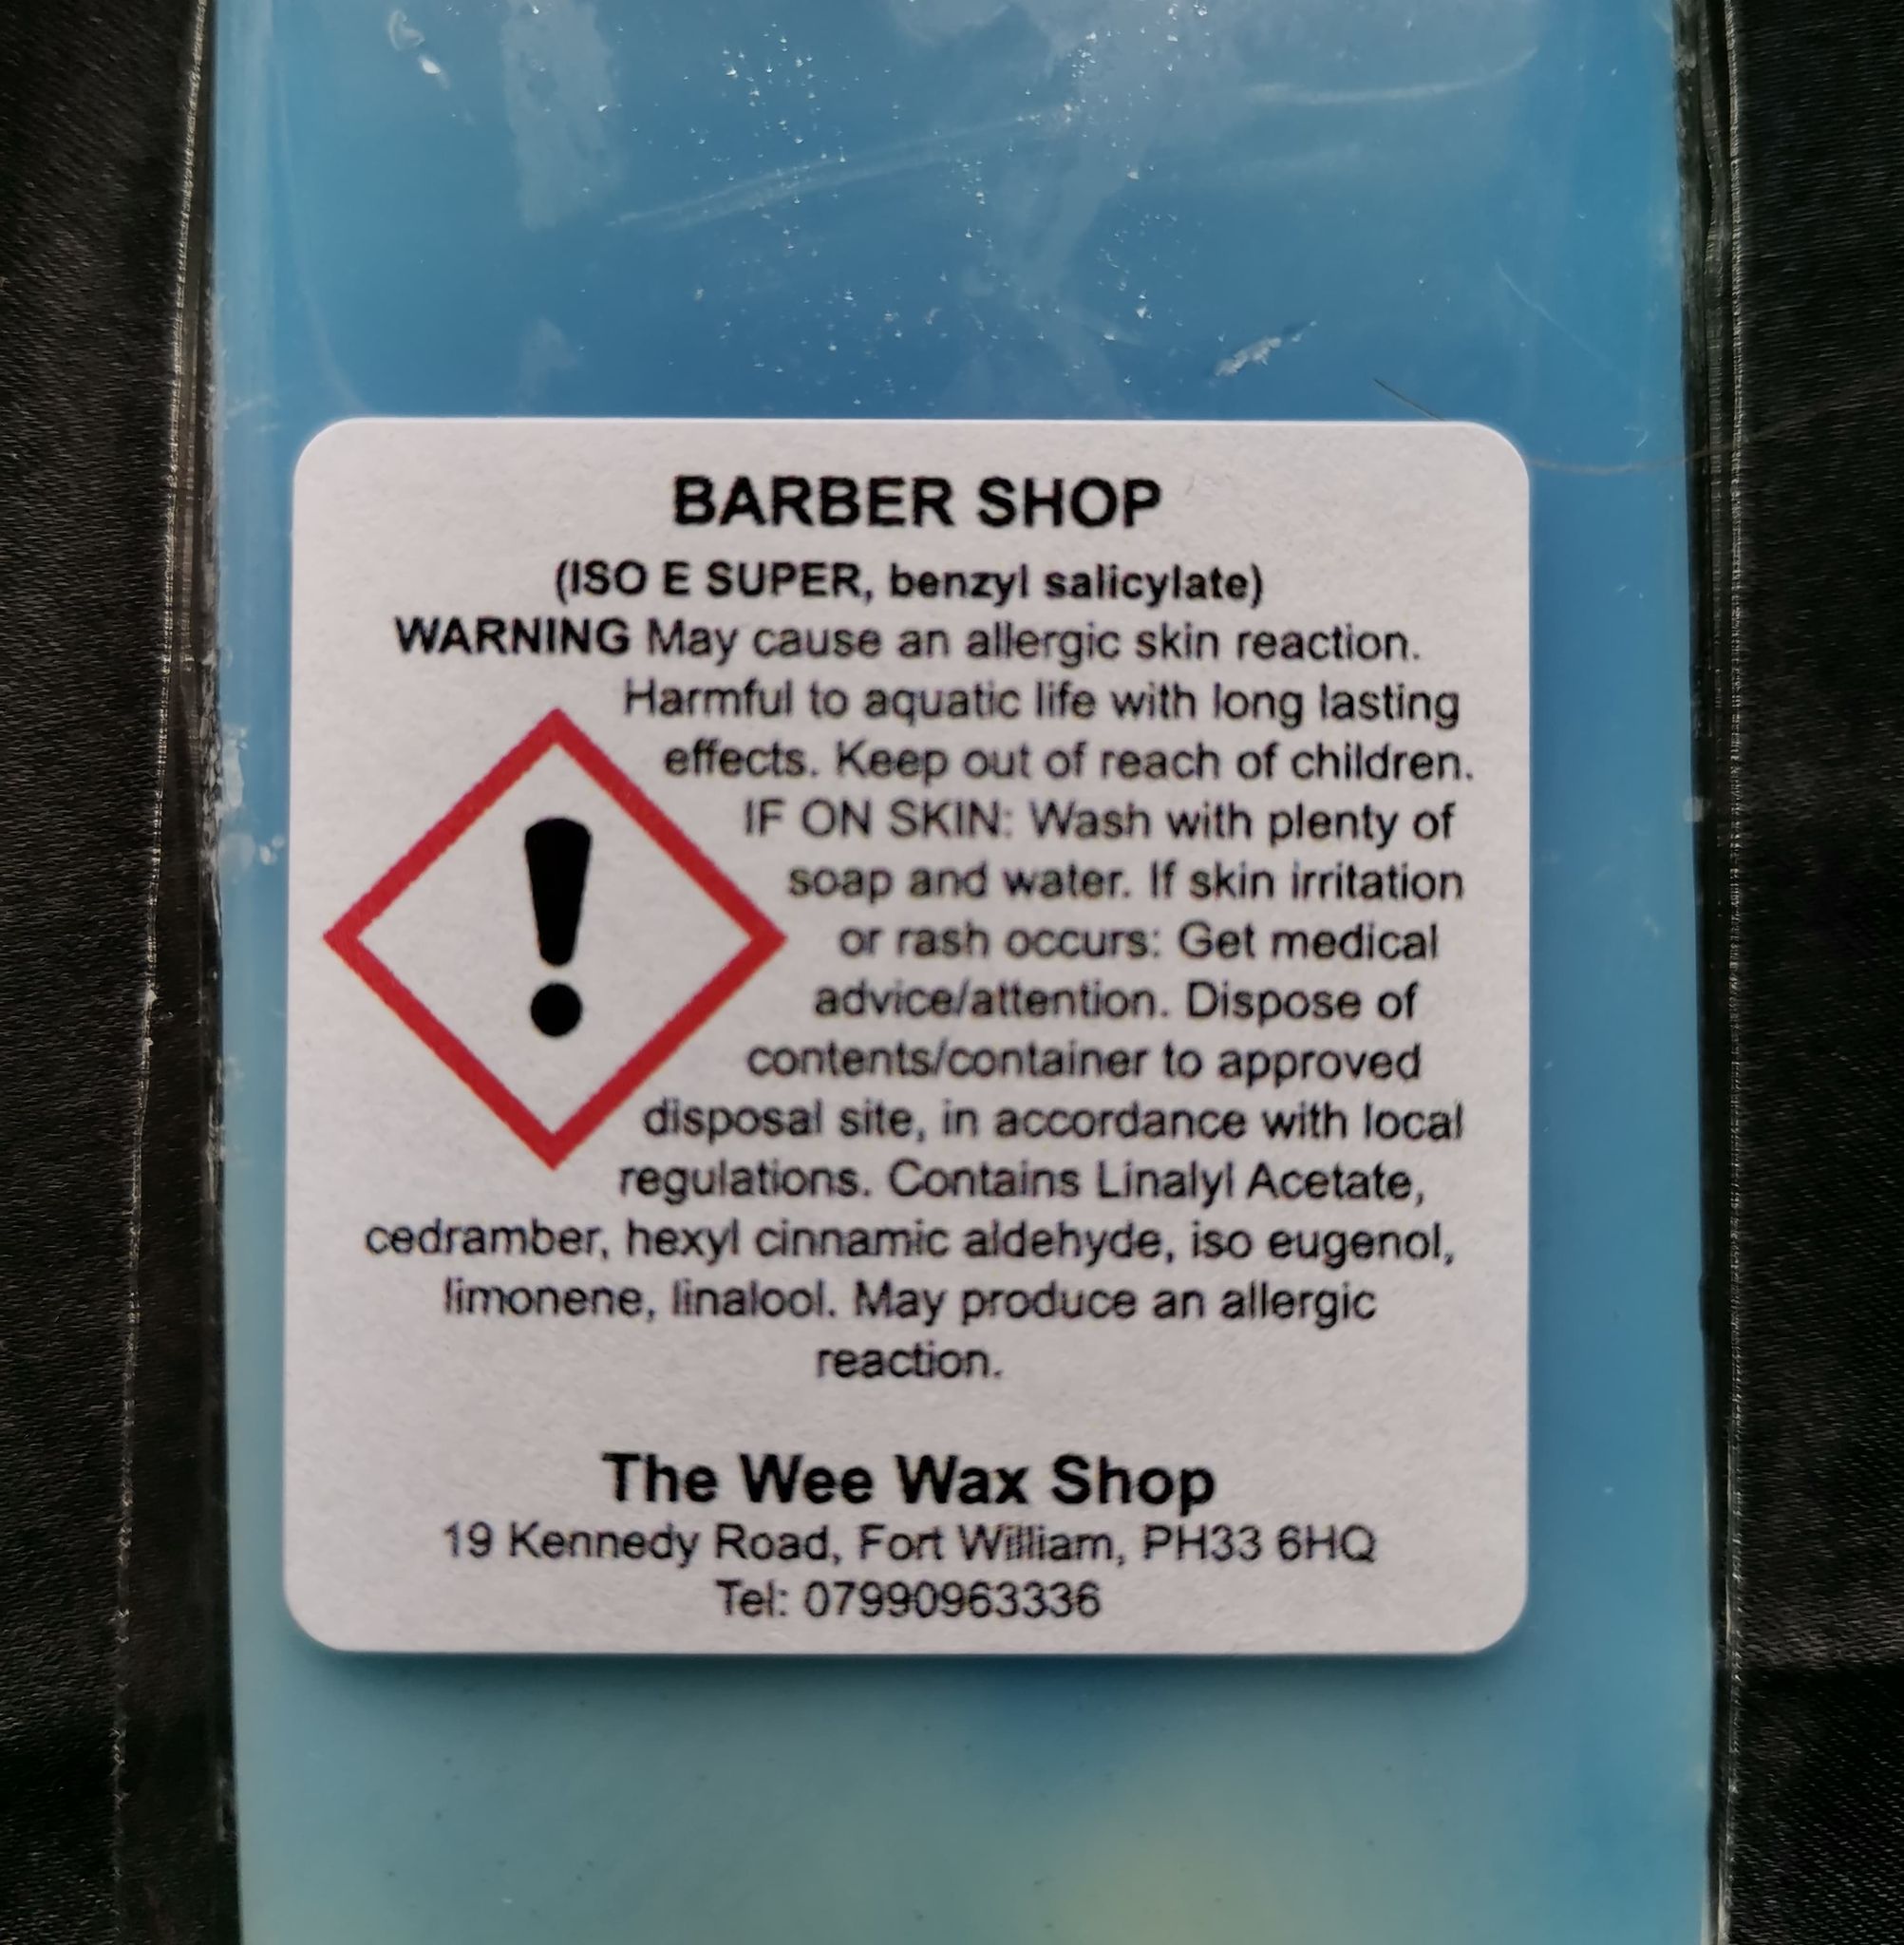 BARBER SHOP
(ISO E SUPER, benzyl salicylate)
WARNING May cause an allergic skin reaction.
Harmful to aquatic life with long lasting
effects. Keep out of reach of children.
IF ON SKIN: Wash with plenty of
soap and water. If skin irritation
or rash occurs: Get medical
advice/attention. Dispose of
contents/container to approved
disposal site, in accordance with local
regulations. Contains Linalyl Acetate,
cedramber, hexyl cinnamic aldehyde, iso eugenol,
limonene, linalool. May produce an allergic
reaction.
The Wee Wax Shop
19 Kennedy Road, Fort William, PH33 6HQ
Tel: 07990963336